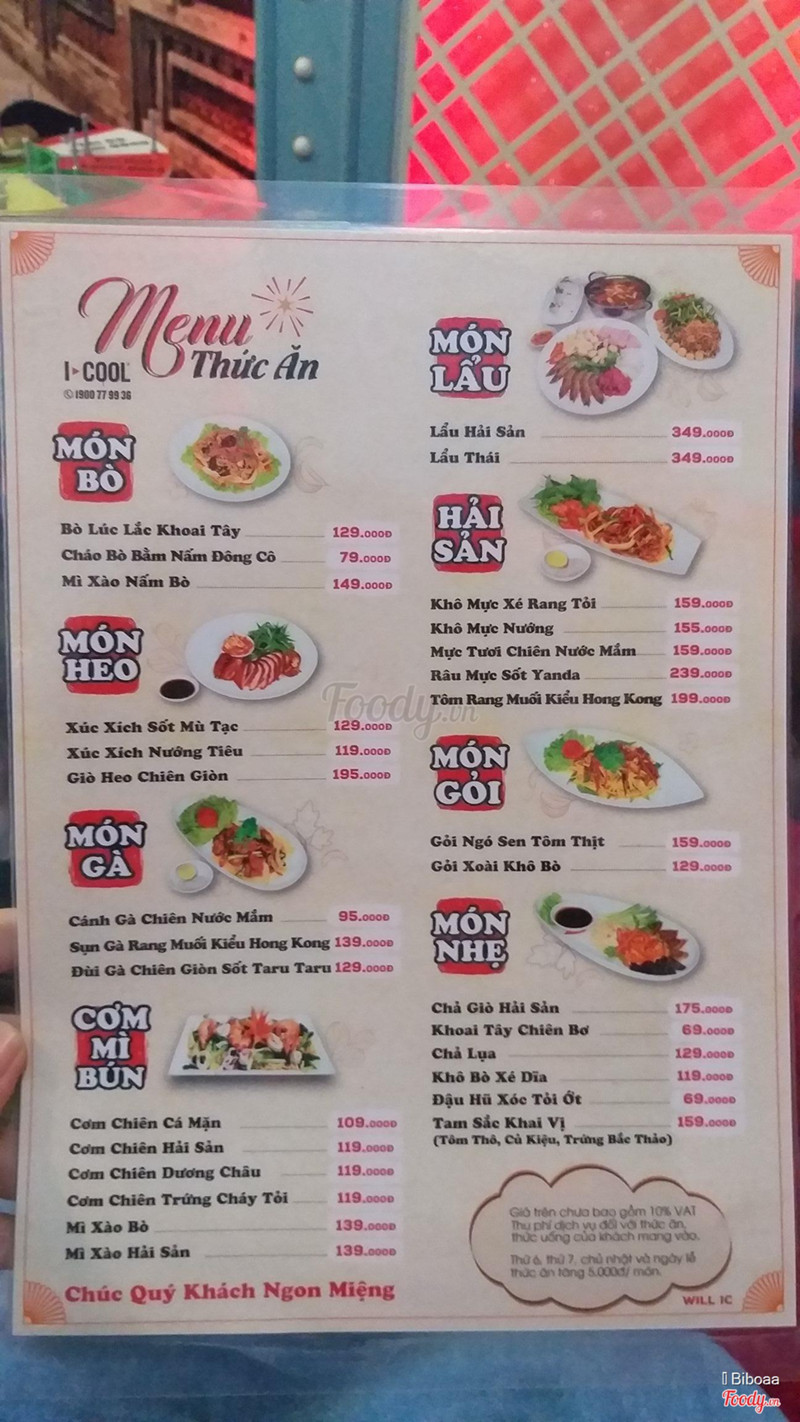 Menu
Thức Ăn
I COOL
1900 77 99 36
MÓN
BÒ
Bò Lúc Lắc Khoai Tây 129.000Đ
Cháo Bò Bằm Nấm Đông Cô 79.000Đ
Mì Xào Nấm Bò 149.000Đ
MÓN
HEO
Xúc Xích Sốt Mù Tạc 129.000Đ
Xúc Xích Nướng Tiêu 119.000Đ
Giò Heo Chiên Giòn 195.000Đ
MÓN
GÀ
Cánh Gà Chiên Nước Mắm 95.000Đ
Sụn Gà Rang Muối Kiểu Hong Kong 139.000Đ
Đùi Gà Chiên Giòn Sốt Taru Taru 129.000Đ
CƠM
MÌ
BÚN
Cơm Chiên Cá Mặn 109.000Đ
Cơm Chiên Hải Sản 119.000Đ
Cơm Chiên Dương Châu 119.000Đ
Cơm Chiên Trứng Cháy Tỏi 119.000Đ
Mì Xào Bò 139.000Đ
Mì Xào Hải Sản 139.000Đ
Chúc Quý Khách Ngon Miệng
MÓN
LẨU
Lẩu Hải Sản 349.000Đ
Lẩu Thái 349.000Đ
HẢI
SẢN
Khô Mực Xé Rang Tỏi 159.000Đ
Khô Mực Nướng 155.000Đ
Mực Tươi Chiên Nước Mắm 159.000Đ
Râu Mực Sốt Yanda 239.000Đ
Tôm Rang Muối Kiểu Hong Kong 199.000Đ
MÓN
GỎI
Gỏi Ngó Sen Tôm Thịt 159.000Đ
Gỏi Xoài Khô Bò 129.000Đ
MÓN
NHẸ
Chả Giò Hải Sản 175.000Đ
Khoai Tây Chiên Bơ 69.000Đ
Chả Lụa 129.000Đ
Khô Bò Xé Dĩa 119.000Đ
Đậu Hũ Xóc Tỏi Ớt 69.000Đ
Tam Sắc Khai Vị 159.000Đ
(Tôm Thô, Củ Kiệu, Trứng Bắc Thảo)
Giá trên chưa bao gồm 10% VAT
Thu phí dịch vụ đối với thức ăn,
thức uống của khách mang vào.
Thứ 6, thứ 7, chủ nhật và ngày lễ
thức ăn tăng 5.000đ/ món.
WILL IC
Foody.vn
Biboaa
Foody.vn